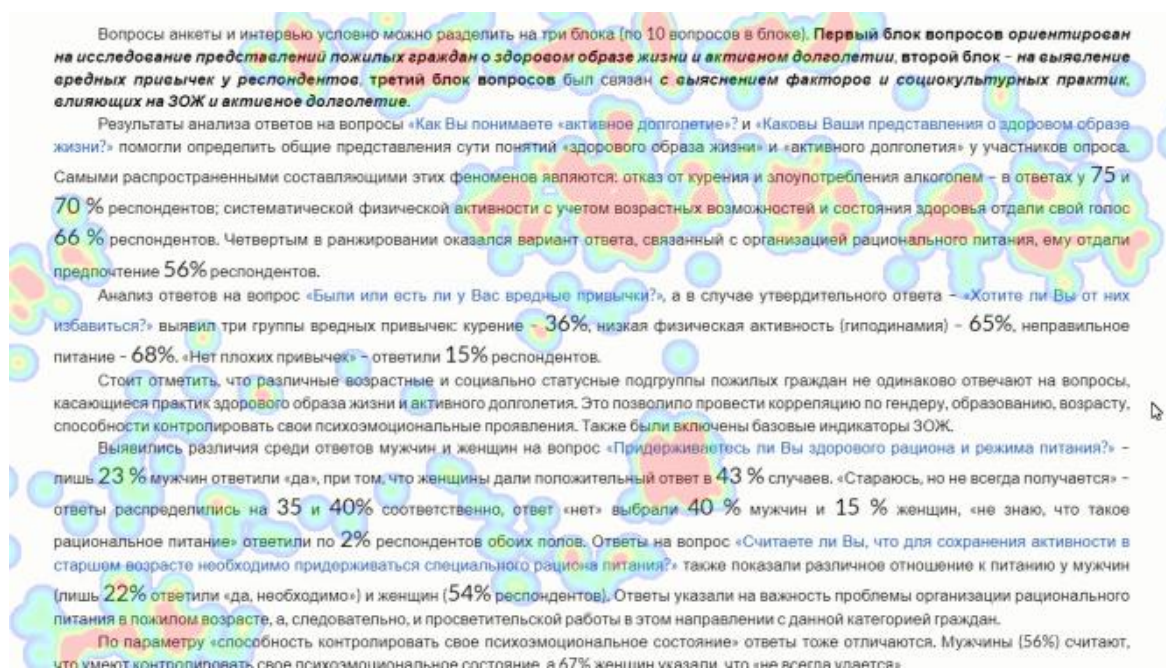 Вопросы анкеты и интервью условно можно разделить на три блока (по 10 вопросов в блоке). Первый блок вопросов ориентирован
на исследование представлений пожилых граждан о здоровом образе жизни и активном долголетии, второй блок – на выявление
вредных привычек у респондентов, третий блок вопросов был связан с выяснением факторов и социокультурных практик,
влияющих на ЗОЖ и активное долголетие.
Результаты анализа ответов на вопросы «Как Вы понимаете «активное долголетие»? и «Каковы Ваши представления о здоровом образе
жизни?» помогли определить общие представления сути понятий «здорового образа жизни» и «активного долголетия» у участников опроса.
Самыми распространенными составляющими этих феноменов являются: отказ от курения и злоупотребления алкоголем – в ответах у 75 и
70 % респондентов; систематической физической активности с учетом возрастных возможностей и состояния здоровья отдали свой голос
66 % респондентов. Четвертым в ранжировании оказался вариант ответа, связанный с организацией рационального питания, ему отдали
предпочтение 56% респондентов.
Анализ ответов на вопрос «Были или есть ли у Вас вредные привычки?», а в случае утвердительного ответа – «Хотите ли Вы от них
избавиться?» выявил три группы вредных привычек: курение – 36%, низкая физическая активность (гиподинамия) – 65%, неправильное
питание – 68%. «Нет плохих привычек» – ответили 15% респондентов.
Стоит отметить, что различные возрастные и социально статусные подгруппы пожилых граждан не одинаково отвечают на вопросы,
касающиеся практик здорового образа жизни и активного долголетия. Это позволило провести корреляцию по гендеру, образованию, возрасту,
способности контролировать свои психоэмоциональные проявления. Также были включены базовые индикаторы ЗОЖ.
Выявились различия среди ответов мужчин и женщин на вопрос «Придерживаетесь ли Вы здорового рациона и режима питания?» –
лишь 23 % мужчин ответили «да», при том, что женщины дали положительный ответ в 43 % случаев. «Стараюсь, но не всегда получается» –
ответы распределились на 35 и 40% соответственно, ответ «нет» выбрали 40 % мужчин и 15 % женщин, «не знаю, что такое
рациональное питание» ответили по 2% респондентов обоих полов. Ответы на вопрос «Считаете ли Вы, что для сохранения активности в
старшем возрасте необходимо придерживаться специального рациона питания?» также показали различное отношение к питанию у мужчин
(лишь 22% ответили «да, необходимо») и женщин (54% респондентов). Ответы указали на важность проблемы организации рационального
питания в пожилом возрасте, а, следовательно, и просветительской работы в этом направлении с данной категорией граждан.
По параметру «способность контролировать свое психоэмоциональное состояние» ответы тоже отличаются. Мужчины (56%) считают,
что умеют контролировать свое психоэмоциональное состояние, а 67% женщин указали, что «не всегда удается»